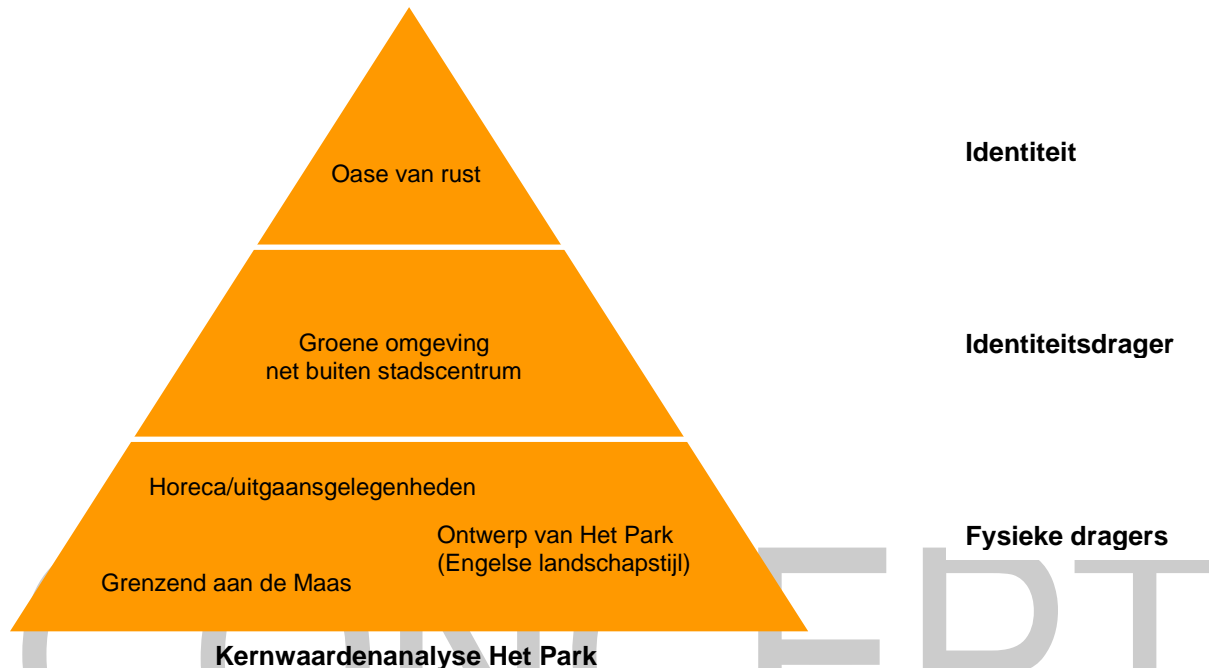 Oase van rust
Identiteit
Groene omgeving
net buiten stadscentrum
Identiteitsdrager
Horeca/uitgaansgelegenheden
Ontwerp van Het Park
(Engelse landschapstijl)
Fysieke dragers
Grenzend aan de Maas
CONCEPT
Kernwaardenanalyse Het Park